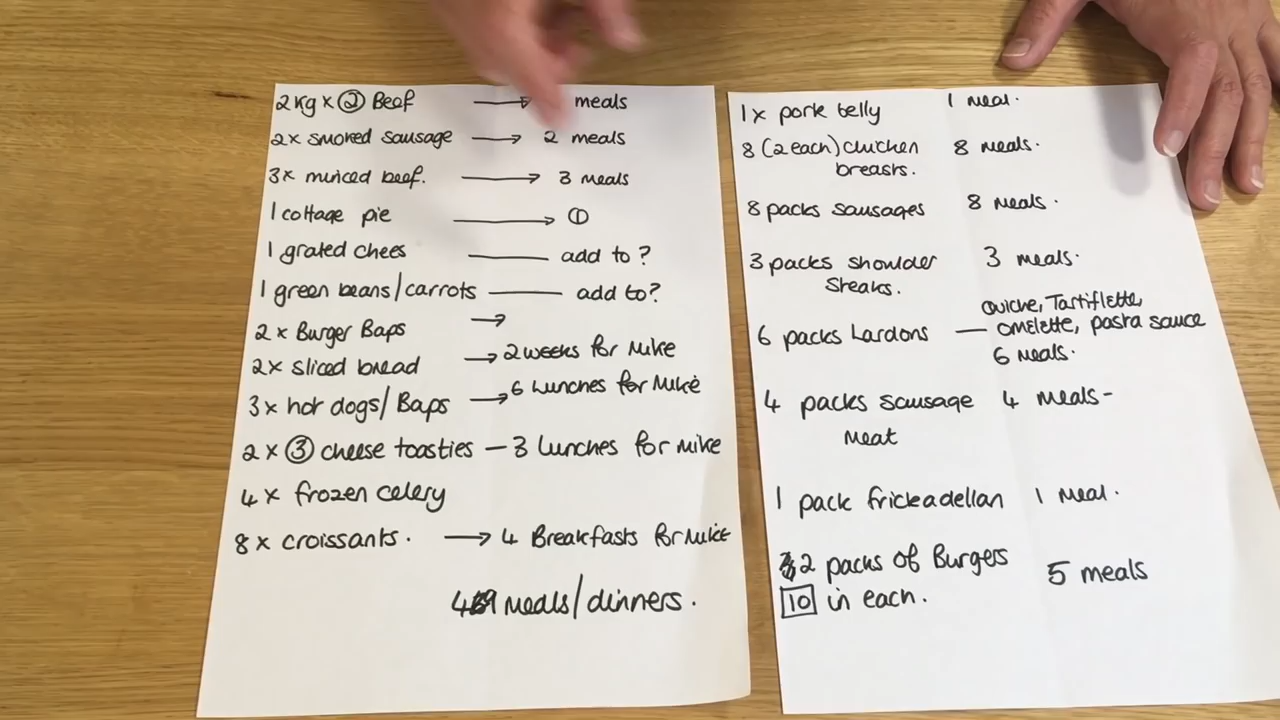 2kg x ② Beef → meals
2x smoked sausage → 2 meals
3x minced beef. → 3 meals
1 cottage pie → ①
1 grated chees — add to?
1 green beans/carrots — add to?
2 x Burger Baps →
2x sliced bread → 2 weeks for Mike
3x hot dogs/Baps → 6 lunches for Mike
2 x ③ cheese toasties — 3 lunches for Mike
4 x frozen celery
8 x croissants. → 4 Breakfasts for Mike
meals/dinners.
1x pork belly 1 meal.
8 (2 each) chicken 8 meals.
breasts.
8 packs sausages 8 meals.
3 packs shoulder 3 meals.
steaks.
Quiche, Tartiflette,
6 packs Lardons — omelette, pasta sauce
6 meals.
4 packs sausage 4 meals-
meat
1 pack frickadellan 1 meal.
2 packs of Burgers 5 meals
10 in each.